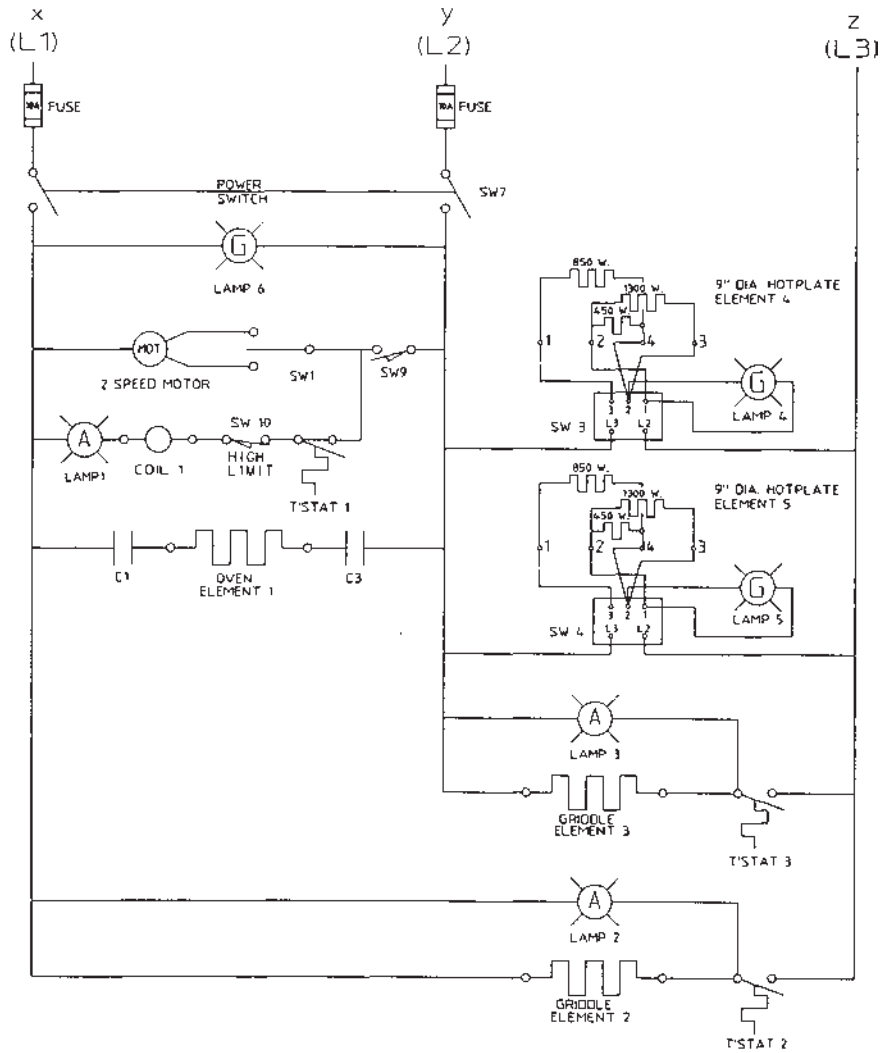 x y z
(L1) (L2) (L3)
FUSE
10A FUSE
POWER
SWITCH
SW7
G
LAMP 6
MOT
2 SPEED MOTOR
SW1
SW9
A
LAMP1
COIL 1
SW 10
HIGH
LIMIT
T'STAT 1
C1
OVEN
ELEMENT 1
C3
850 W.
1300 W.
450 W.
9" DIA. HOTPLATE
ELEMENT 4
1 2 4 3
G
LAMP 4
3 2
L3 L2
SW 3
850 W.
1300 W.
450 W.
9" DIA. HOTPLATE
ELEMENT 5
1 2 4 3
G
LAMP 5
3 2 1
L3 L2
SW 4
A
LAMP 3
GRIDDLE
ELEMENT 3
T'STAT 3
A
LAMP 2
GRIDDLE
ELEMENT 2
T'STAT 2